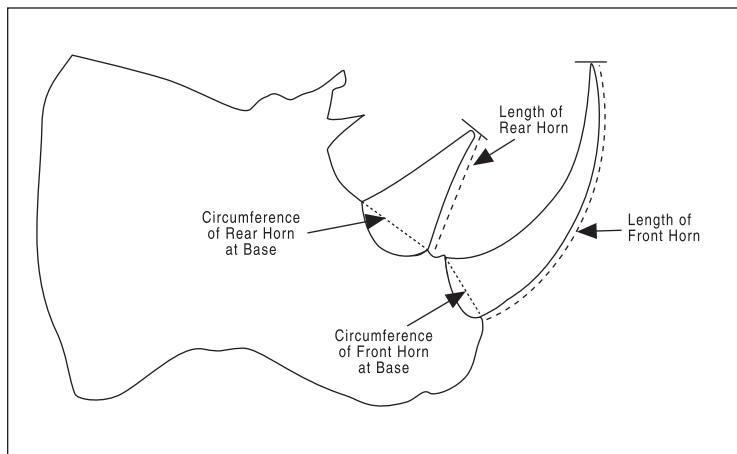 Length of
Rear Horn
Circumference
of Rear Horn
at Base
Length of
Front Horn
Circumference
of Front Horn
at Base